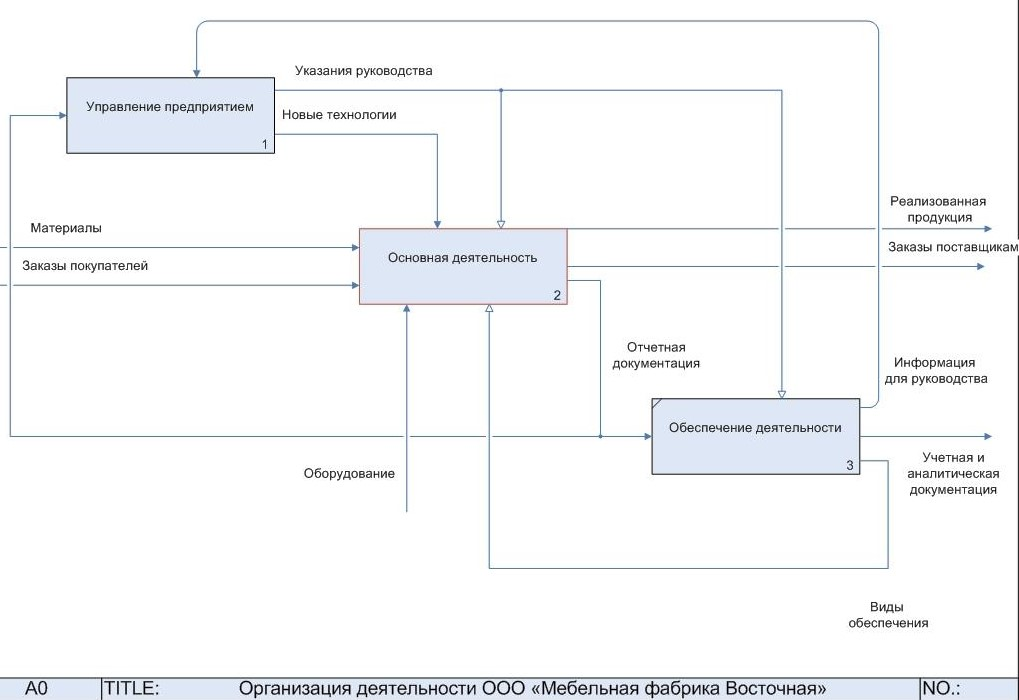 Указания руководства
Управление предприятием
Новые технологии
1
Реализованная
продукция
Материалы
Заказы поставщикам
Заказы покупателей
Основная деятельность
2
Отчетная
документация
Информация
для руководства
Обеспечение деятельности
3
Учетная и
аналитическая
документация
Оборудование
Виды
обеспечения
A0 TITLE: Организация деятельности ООО «Мебельная фабрика Восточная» NO.: